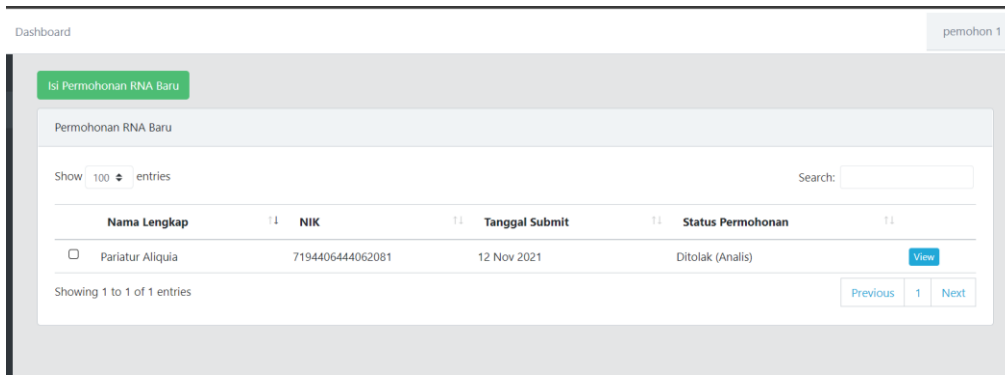 Dashboard pemohon 1
Isi Permohonan RNA Baru
Permohonan RNA Baru
Show 100 entries Search:
Nama Lengkap NIK Tanggal Submit Status Permohonan
Pariatur Aliquia 7194406444062081 12 Nov 2021 Ditolak (Analis) View
Showing 1 to 1 of 1 entries Previous 1 Next